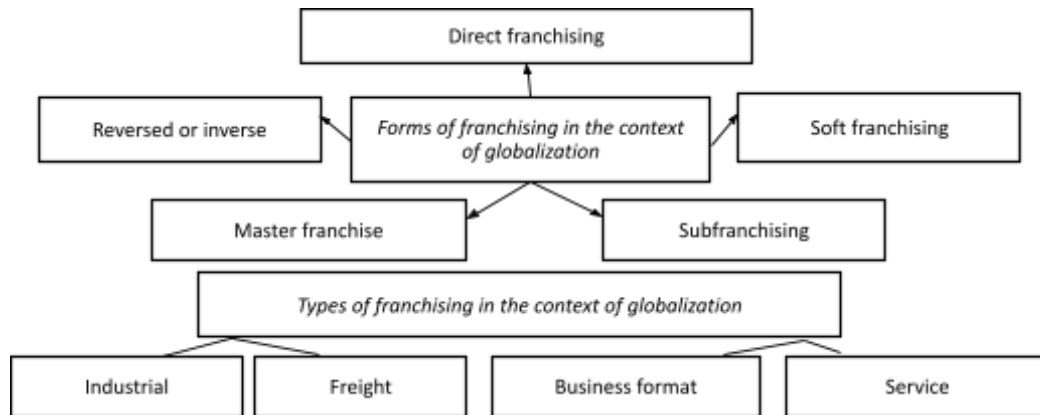 Direct franchising
Reversed or inverse
Forms of franchising in the context
of globalization
Soft franchising
Master franchise
Subfranchising
Types of franchising in the context of globalization
Industrial
Freight
Business format
Service